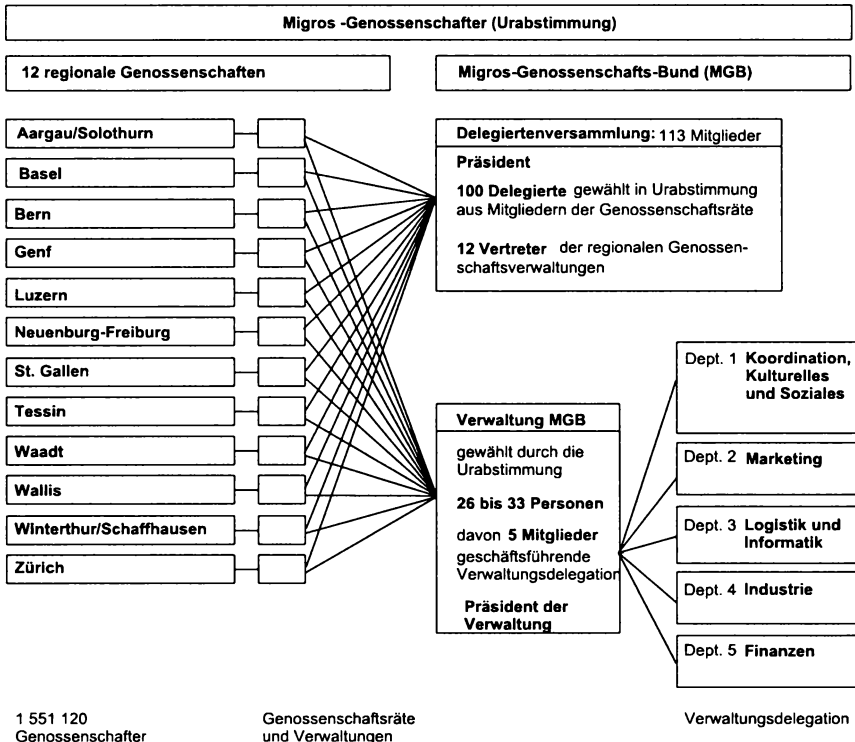 Migros -Genossenschafter (Urabstimmung)
12 regionale Genossenschaften
Migros-Genossenschafts-Bund (MGB)
Aargau/Solothurn
Basel
Bern
Genf
Luzern
Neuenburg-Freiburg
St. Gallen
Tessin
Waadt
Wallis
Winterthur/Schaffhausen
Zürich
Delegiertenversammlung: 113 Mitglieder
Präsident
100 Delegierte gewählt in Urabstimmung
aus Mitgliedern der Genossenschaftsräte
12 Vertreter der regionalen Genossen-
schaftsverwaltungen
Verwaltung MGB
gewählt durch die
Urabstimmung
26 bis 33 Personen
davon 5 Mitglieder
geschäftsführende
Verwaltungsdelegation
Präsident der
Verwaltung
Dept. 1 Koordination,
Kulturelles
und Soziales
Dept. 2 Marketing
Dept. 3 Logistik und
Informatik
Dept. 4 Industrie
Dept. 5 Finanzen
1 551 120
Genossenschafter
Genossenschaftsräte
und Verwaltungen
Verwaltungsdelegation